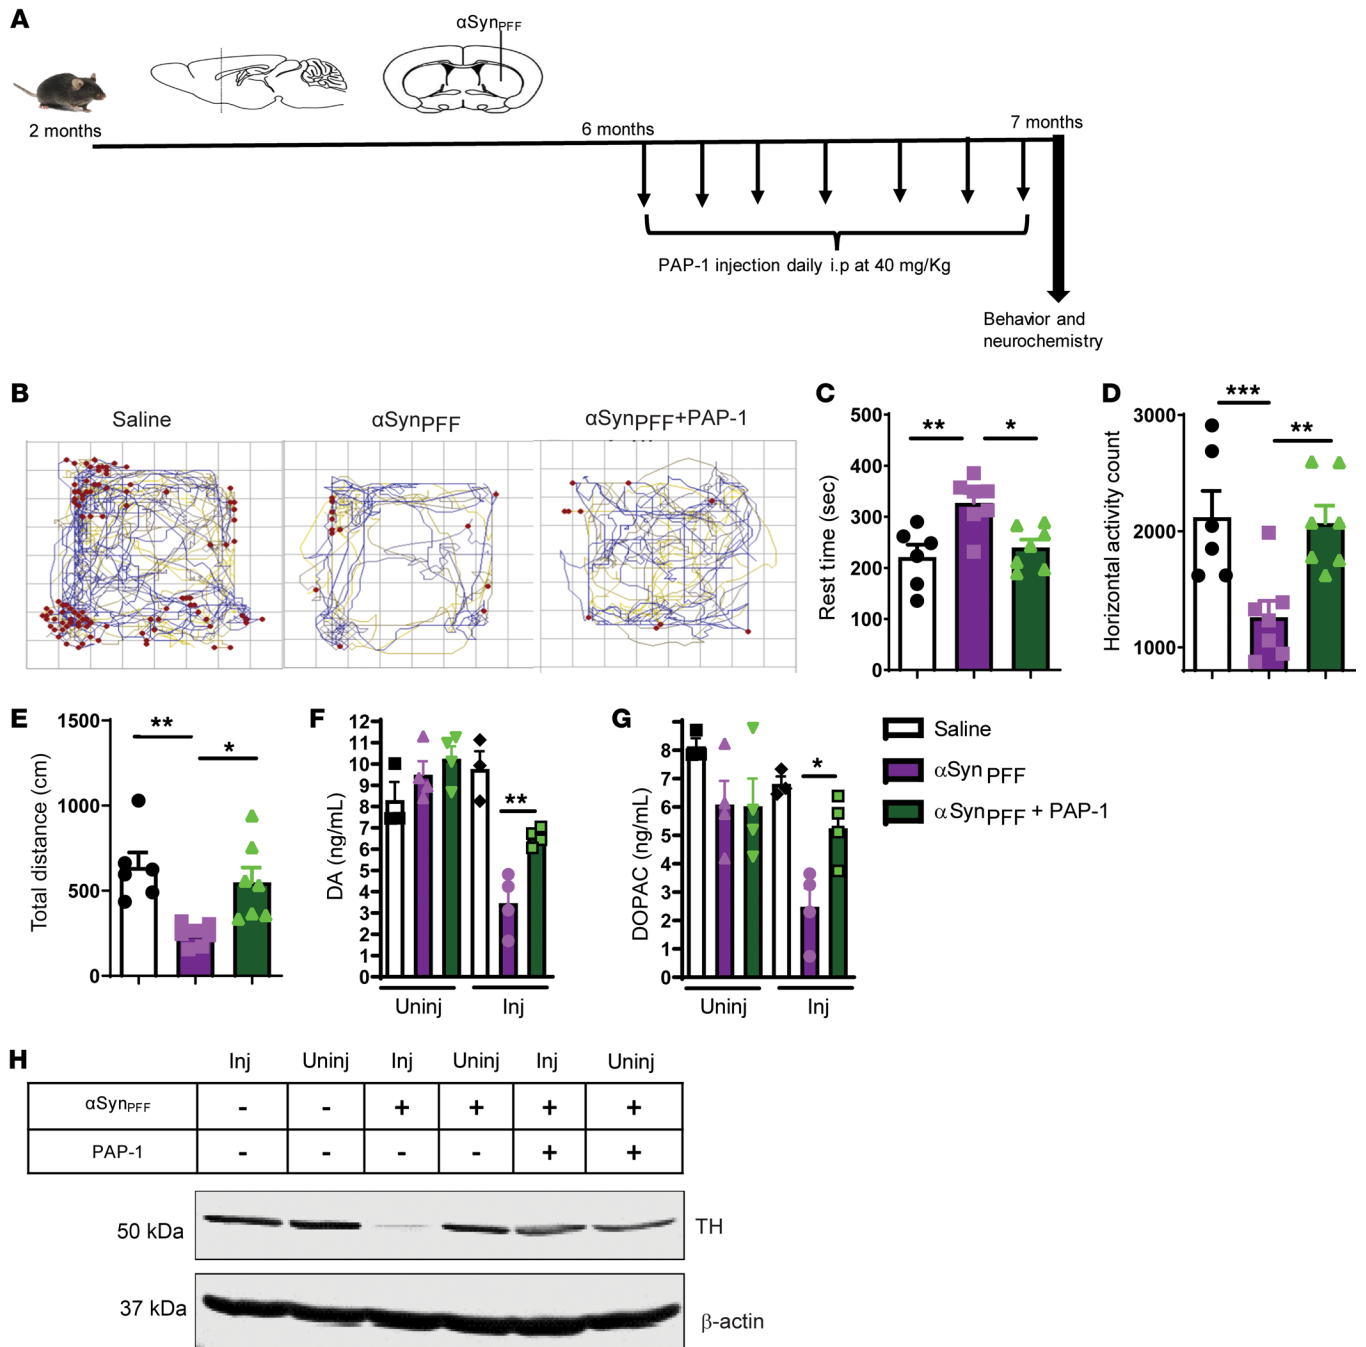 A
αSynPFF
2 months
6 months
7 months
PAP-1 injection daily i.p at 40 mg/Kg
Behavior and
neurochemistry
B
Saline
αSynPFF
αSynPFF+PAP-1
C
Rest time (sec)
500
400
300
200
100
0
**
*
D
Horizontal activity count
3000
2000
1000
***
**
E
Total distance (cm)
1500
1000
500
0
**
*
F
DA (ng/mL)
12
11
10
9
8
7
6
5
4
3
2
1
0
**
Uninj
Inj
G
DOPAC (ng/mL)
8
7
6
5
4
3
2
1
0
*
Uninj
Inj
Saline
αSyn PFF
αSynPFF + PAP-1
H
Inj Uninj Inj Uninj Inj Uninj
αSynPFF - - + + + +
PAP-1 - - - - + +
50 kDa
TH
37 kDa
β-actin